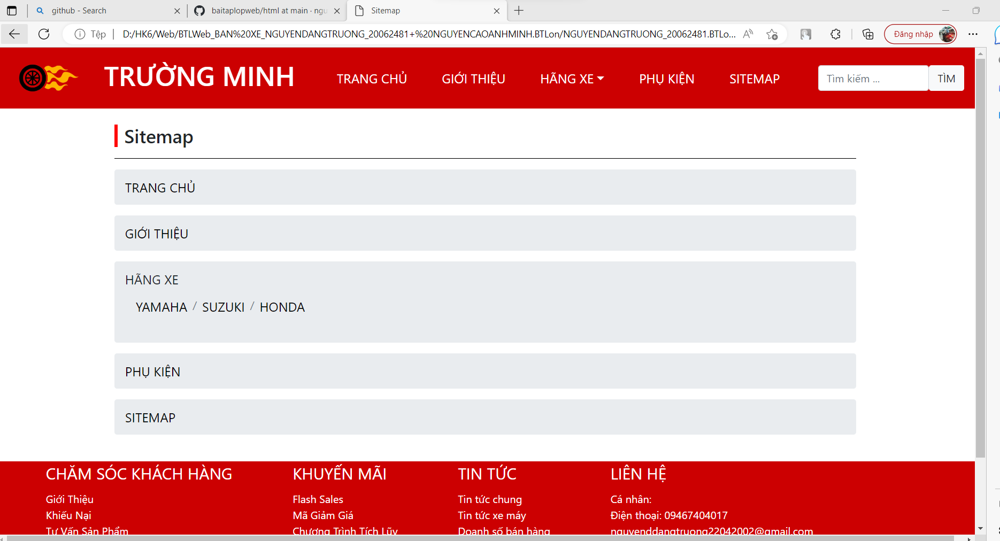 github - Search
baitaplopweb/html at main · ngu
Sitemap
Tệp
D:/HK6/Web/BTLWeb_BAN%20XE_NGUYENDANGTRUONG_20062481+%20NGUYENCAOANHMINH.BTLon/NGUYENDANGTRUONG_20062481.BTLo...
Đăng nhập
TRƯỜNG MINH
TRANG CHỦ
GIỚI THIỆU
HÃNG XE
PHỤ KIỆN
SITEMAP
Tìm kiếm ...
TÌM
Sitemap
TRANG CHỦ
GIỚI THIỆU
HÃNG XE
YAMAHA / SUZUKI / HONDA
PHỤ KIỆN
SITEMAP
CHĂM SÓC KHÁCH HÀNG
Giới Thiệu
Khiếu Nại
Tư Vấn Sản Phẩm
KHUYẾN MÃI
Flash Sales
Mã Giảm Giá
Chương Trình Tích Lũy
TIN TỨC
Tin tức chung
Tin tức xe máy
Doanh số bán hàng
LIÊN HỆ
Cá nhân:
Điện thoại: 09467404017
nguyenddangtruong22042002@gmail.com